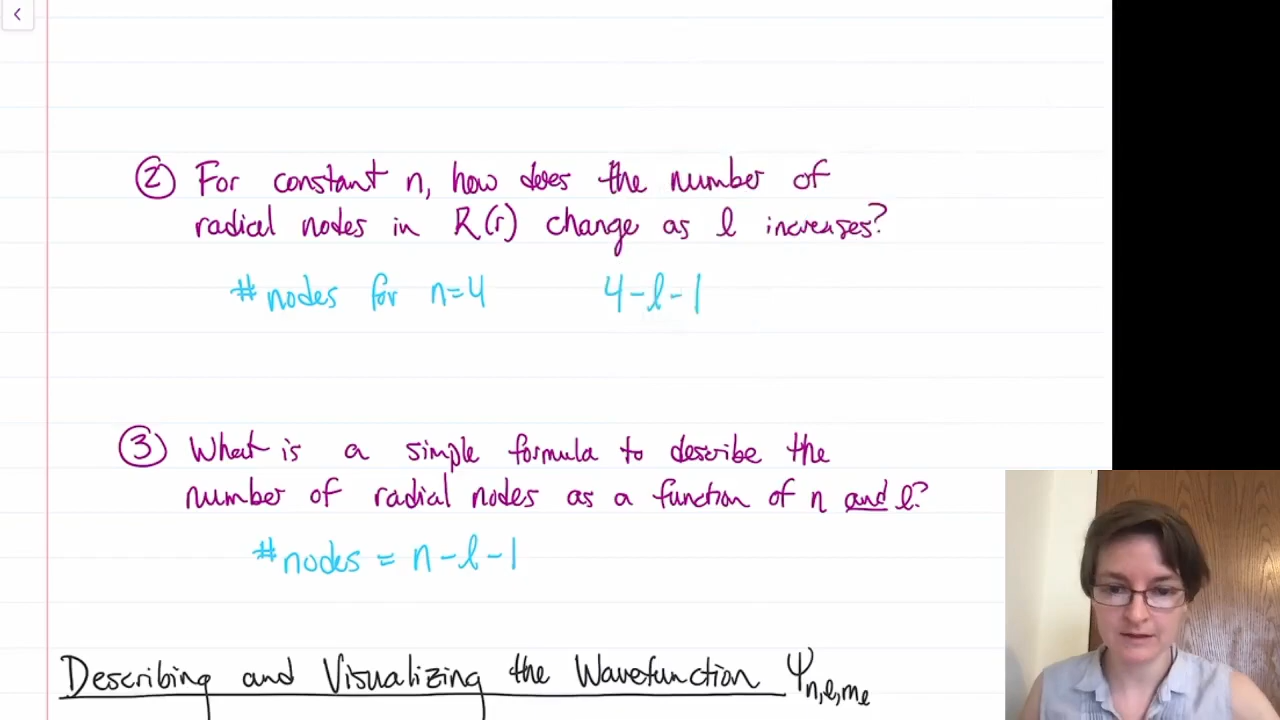 ② For constant n, how does the number of
radical nodes in R(r) change as l increases?
# nodes for n=4 4-l-1
③ What is a simple formula to describe the
number of radial nodes as a function of n and l?
# nodes = n-l-1
Describing and Visualizing the Wavefunction Ψn,l,ml